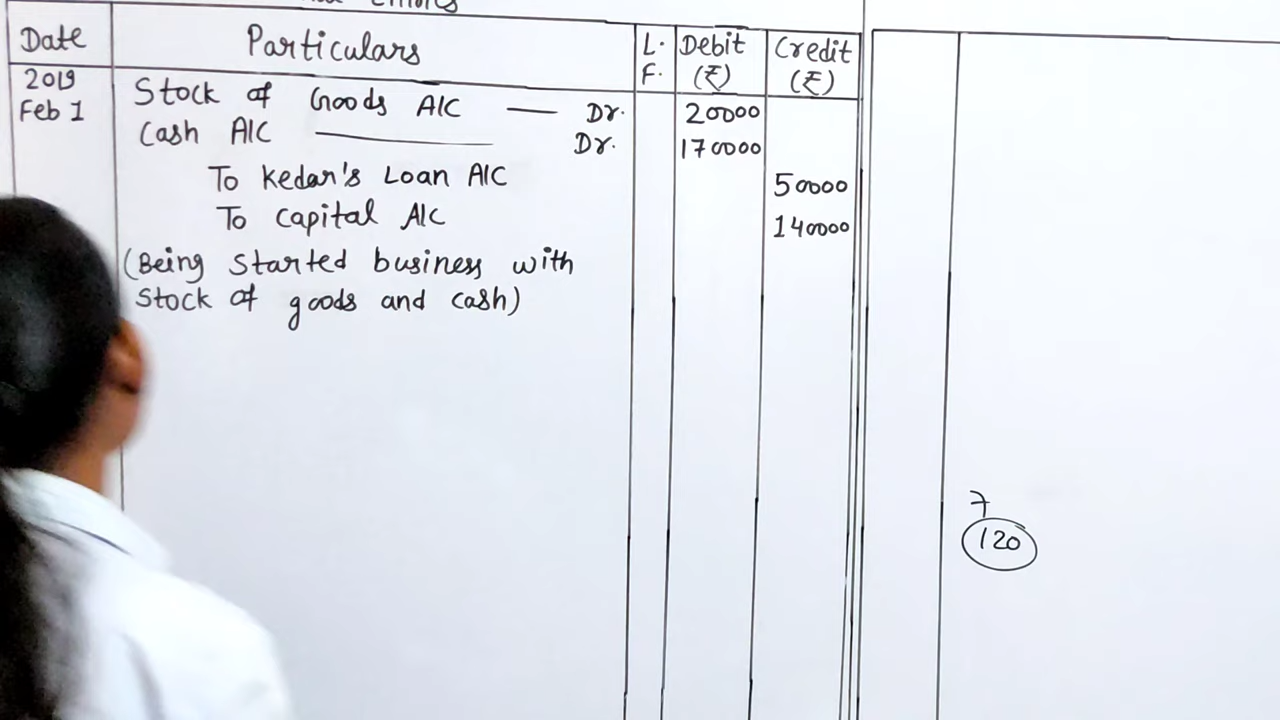 Errors
Date Particulars L. F. Debit (₹) Credit (₹)
2019
Feb 1 Stock of Goods A/C — Dr. 20000
Cash A/C — Dr. 170000
To Kedar's Loan A/C 50000
To Capital A/C 140000
(Being Started business with
Stock of goods and cash)
7
120